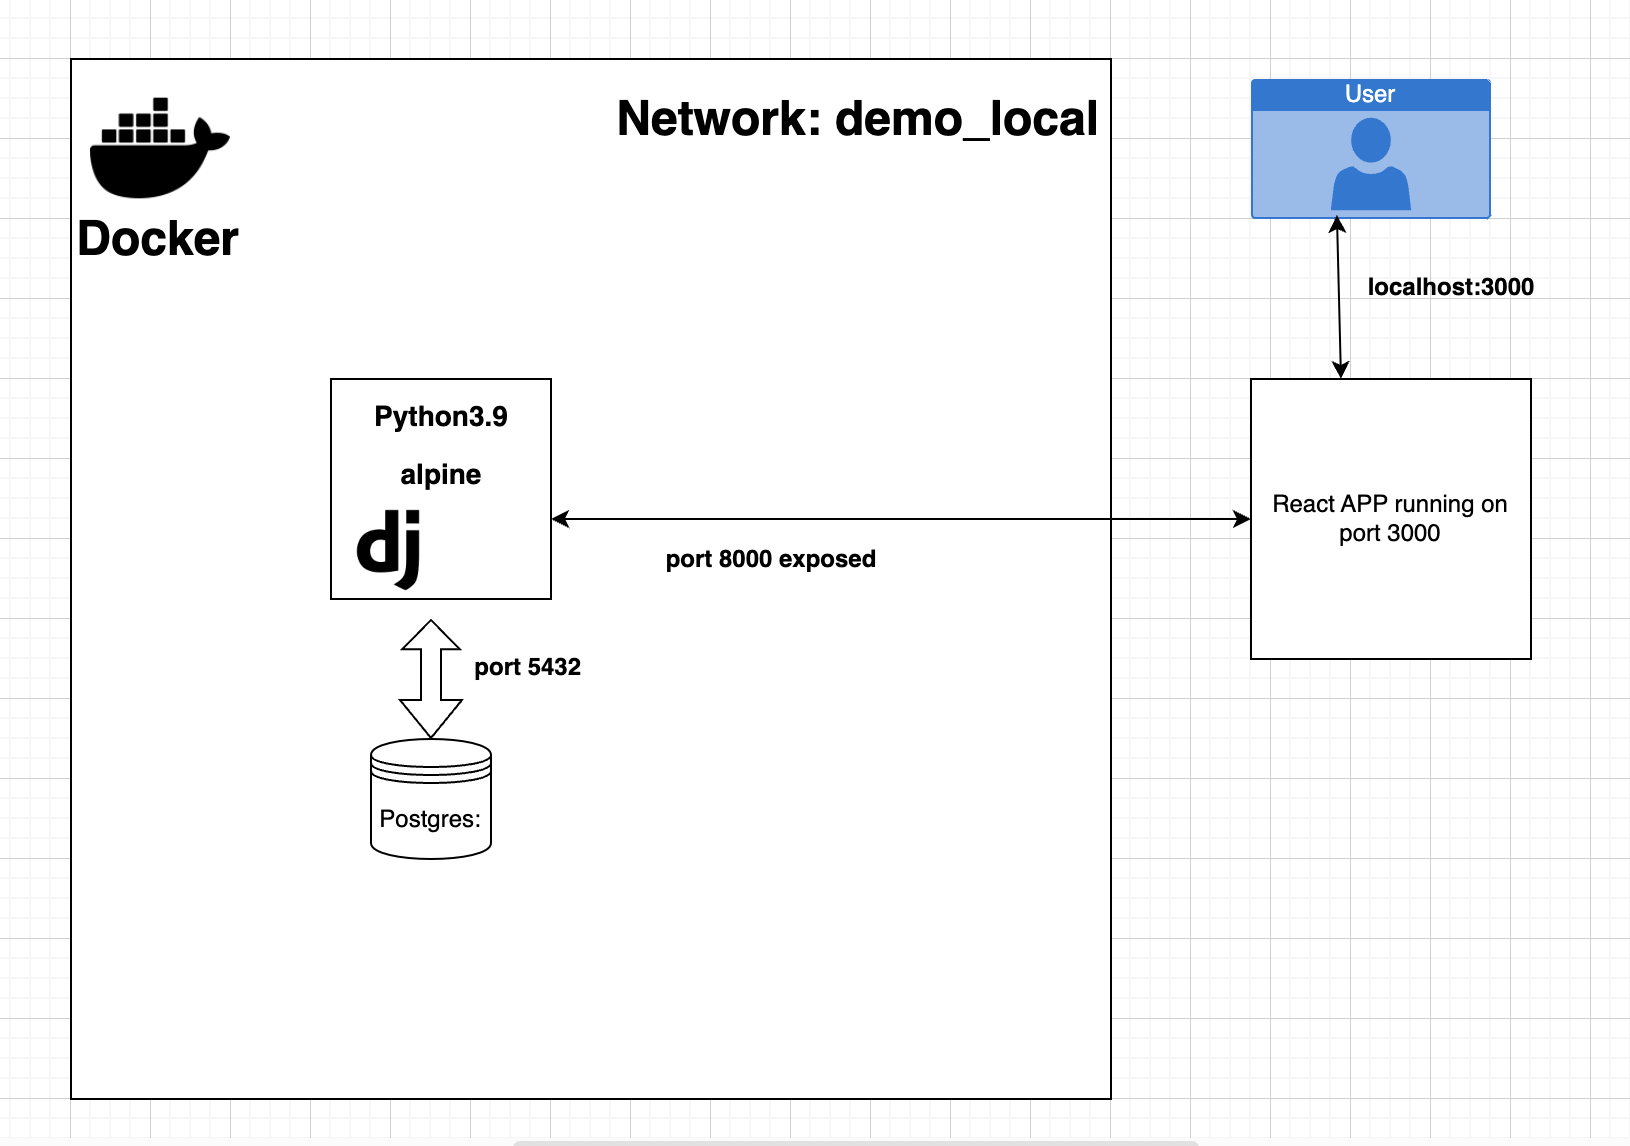 Network: demo_local
User
Docker
localhost:3000
Python3.9
alpine
dj
React APP running on
port 3000
port 8000 exposed
port 5432
Postgres: